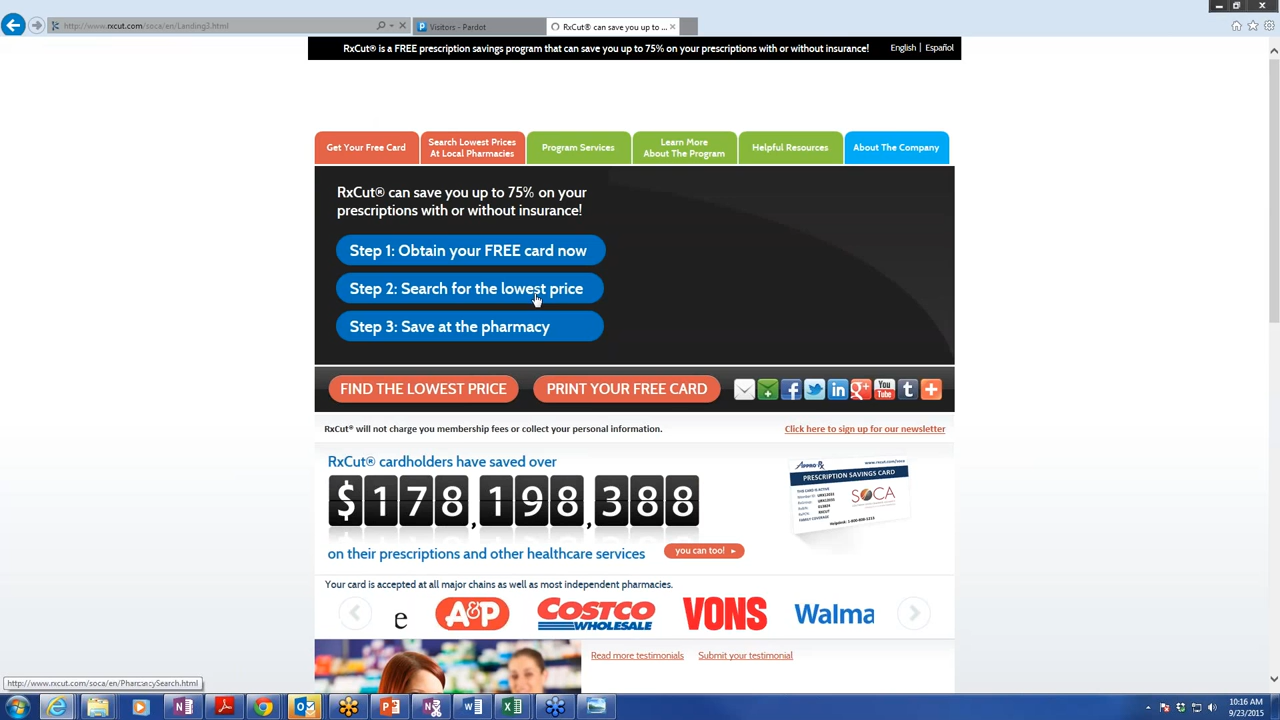 http://www.rxcut.com/soca/en/Landing3.html
Visitors - Pardot
RxCut® can save you up to ...
RxCut® is a FREE prescription savings program that can save you up to 75% on your prescriptions with or without insurance!
English | Español
Get Your Free Card
Search Lowest Prices
At Local Pharmacies
Program Services
Learn More
About The Program
Helpful Resources
About The Company
RxCut® can save you up to 75% on your
prescriptions with or without insurance!
Step 1: Obtain your FREE card now
Step 2: Search for the lowest price
Step 3: Save at the pharmacy
FIND THE LOWEST PRICE
PRINT YOUR FREE CARD
You
Tube
RxCut® will not charge you membership fees or collect your personal information.
Click here to sign up for our newsletter
RxCut® cardholders have saved over
$178,198,388
on their prescriptions and other healthcare services
you can too!
www.rxcut.com/soca
PRESCRIPTION SAVINGS CARD
SOCA
Your card is accepted at all major chains as well as most independent pharmacies.
e
A&P
COSTCO
WHOLESALE
VONS
Walma
Read more testimonials
Submit your testimonial
http://www.rxcut.com/soca/en/PharmacySearch.html
10:16 AM
9/23/2015